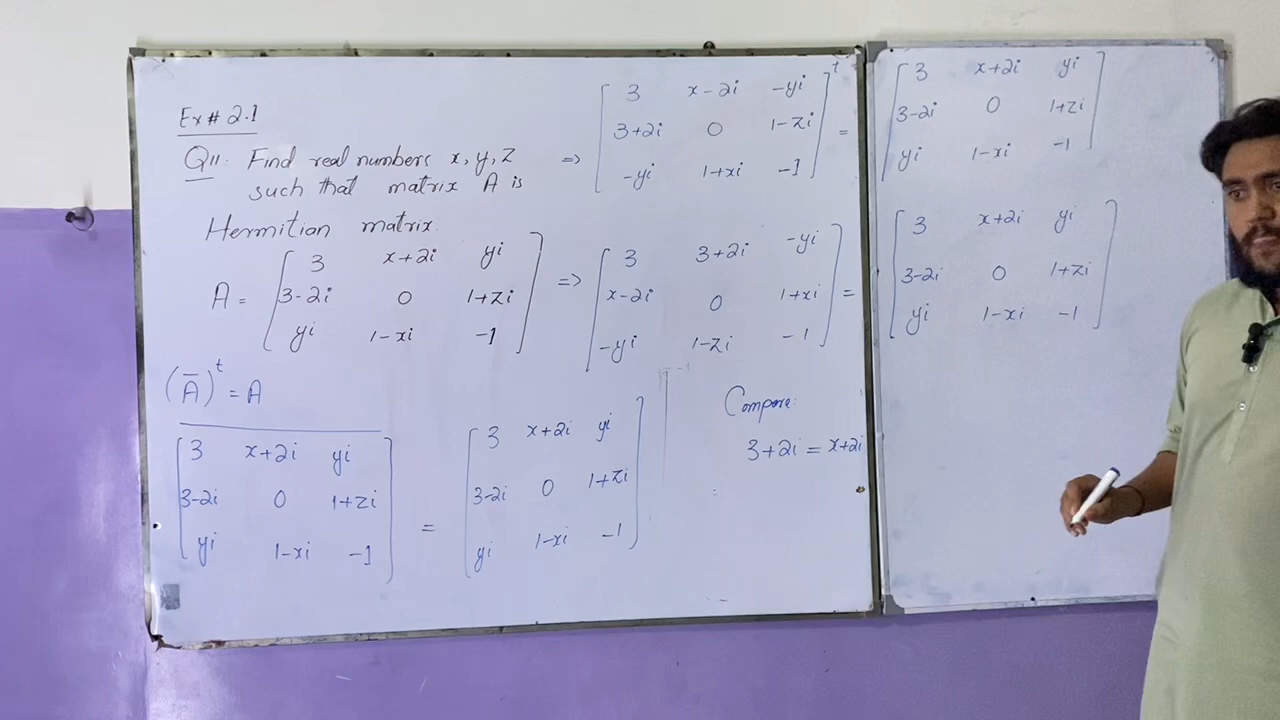 Ex# 2.1
Q11: Find real numbers x, y, z
such that matrix A is
Hermitian matrix.
A = [ 3 x+2i yi
3-2i 0 1+zi
yi 1-xi -1 ]
(Ā)^t = A
[ 3 x+2i yi
3-2i 0 1+zi
yi 1-xi -1 ]
= [ 3 x+2i yi
3-2i 0 1+zi
yi 1-xi -1 ]
=> [ 3 x-2i -yi
3+2i 0 1-zi
-yi 1+xi -1 ]^t =
[ 3 x+2i yi
3-2i 0 1+zi
yi 1-xi -1 ]
=> [ 3 3+2i -yi
x-2i 0 1+xi
-yi 1-zi -1 ] =
[ 3 x+2i yi
3-2i 0 1+zi
yi 1-xi -1 ]
Compare:
3+2i = x+2i